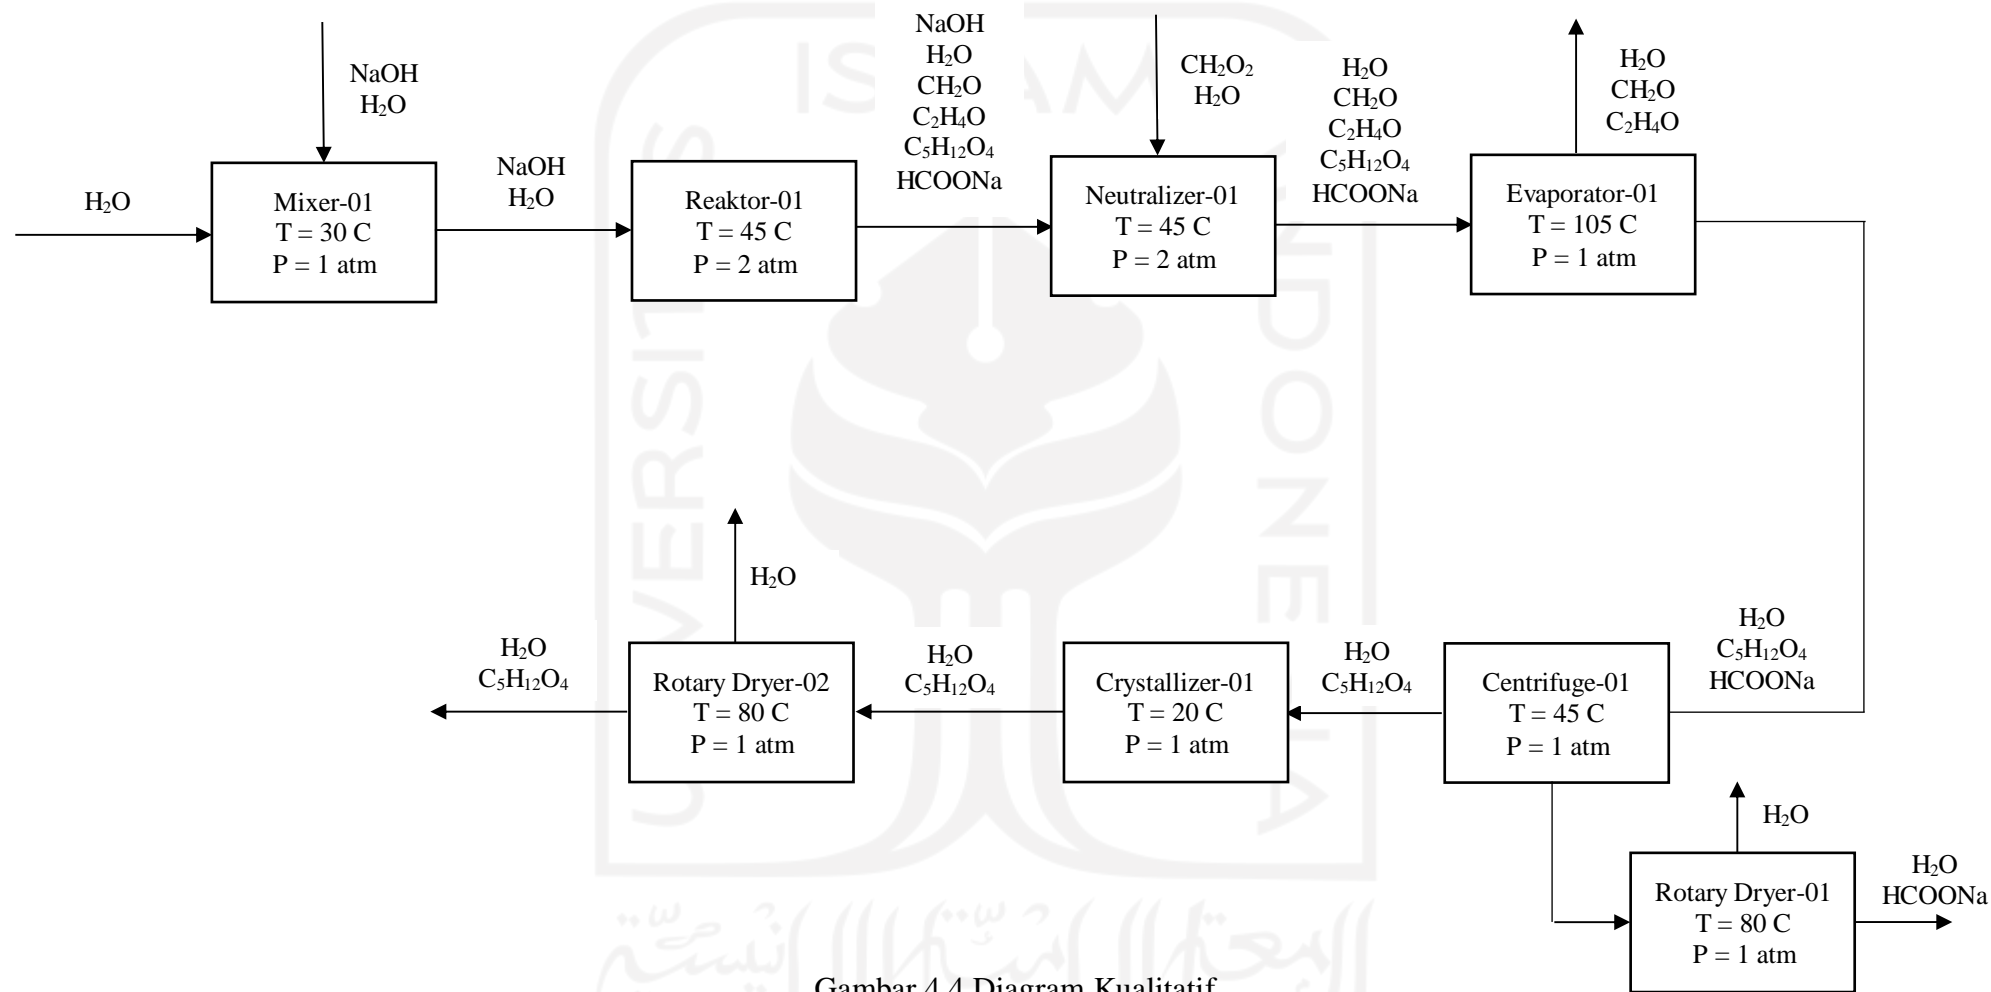 NaOH
H₂O
NaOH
H₂O
CH₂O
C₂H₄O
C₅H₁₂O₄
HCOONa
CH₂O₂
H₂O
H₂O
CH₂O
C₂H₄O
C₅H₁₂O₄
HCOONa
H₂O
CH₂O
C₂H₄O
H₂O
Mixer-01
T = 30 C
P = 1 atm
NaOH
H₂O
Reaktor-01
T = 45 C
P = 2 atm
Neutralizer-01
T = 45 C
P = 2 atm
Evaporator-01
T = 105 C
P = 1 atm
H₂O
H₂O
C₅H₁₂O₄
Rotary Dryer-02
T = 80 C
P = 1 atm
H₂O
C₅H₁₂O₄
Crystallizer-01
T = 20 C
P = 1 atm
H₂O
C₅H₁₂O₄
Centrifuge-01
T = 45 C
P = 1 atm
H₂O
C₅H₁₂O₄
HCOONa
H₂O
Rotary Dryer-01
T = 80 C
P = 1 atm
H₂O
HCOONa
Gambar 4.4 Diagram Kualitatif